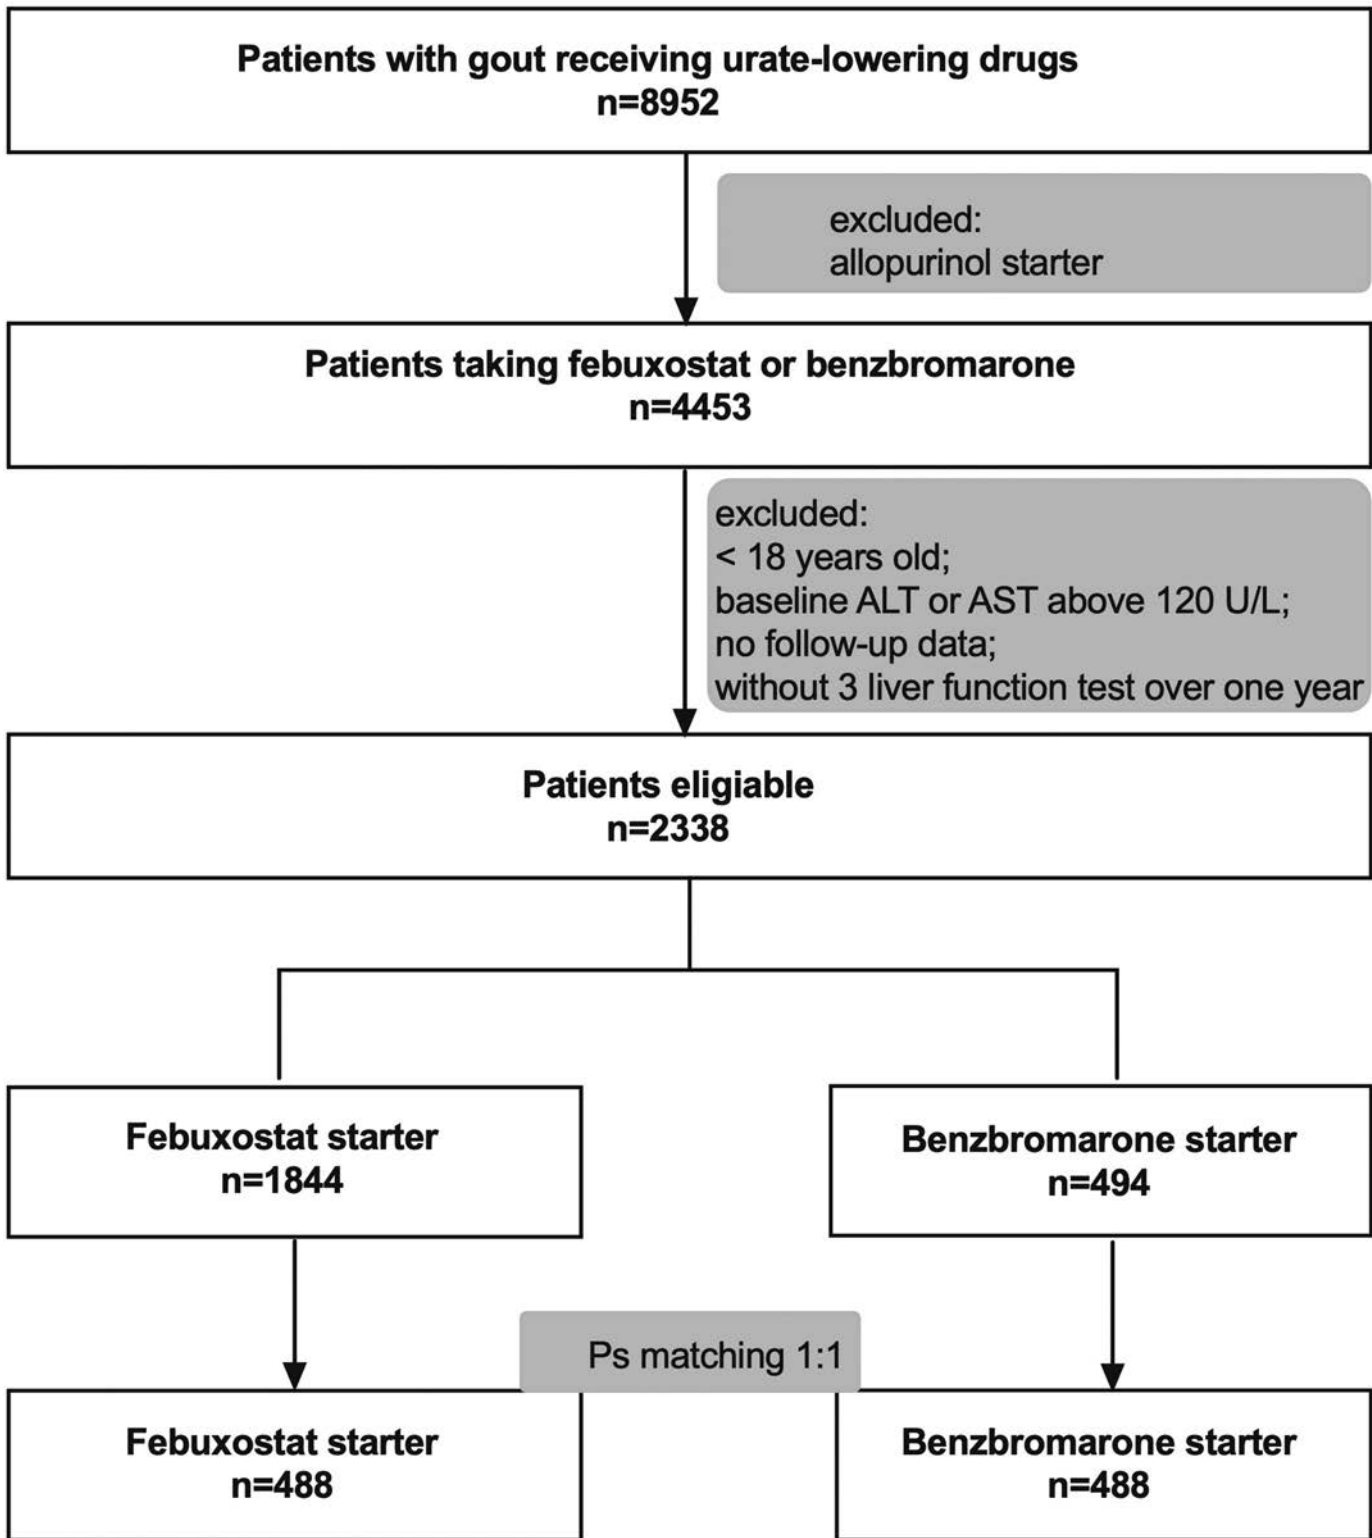 Patients with gout receiving urate-lowering drugs
n=8952
excluded:
allopurinol starter
Patients taking febuxostat or benzbromarone
n=4453
excluded:
< 18 years old;
baseline ALT or AST above 120 U/L;
no follow-up data;
without 3 liver function test over one year
Patients eligiable
n=2338
Febuxostat starter
n=1844
Benzbromarone starter
n=494
Ps matching 1:1
Febuxostat starter
n=488
Benzbromarone starter
n=488